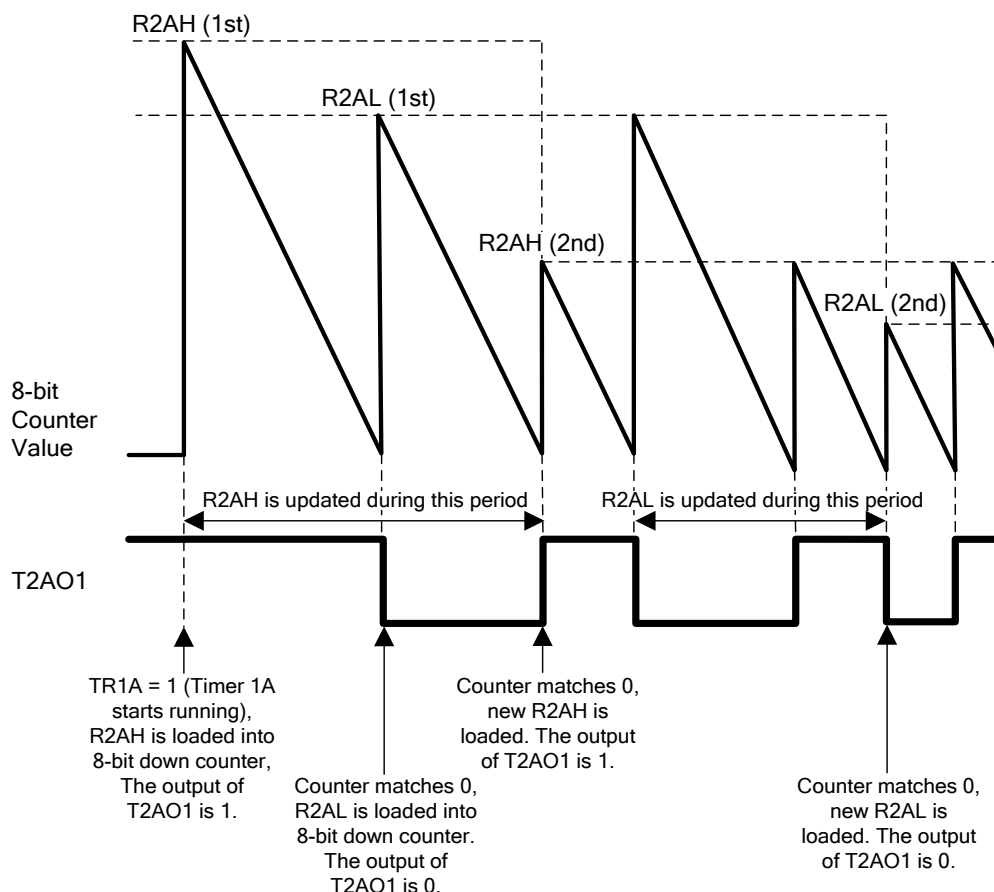 R2AH (1st)
R2AL (1st)
R2AH (2nd)
R2AL (2nd)
8-bit
Counter
Value
R2AH is updated during this period
R2AL is updated during this period
T2AO1
TR1A = 1 (Timer 1A
starts running),
R2AH is loaded into
8-bit down counter,
The output of
T2AO1 is 1.
Counter matches 0,
R2AL is loaded into
8-bit down counter.
The output of
T2AO1 is 0.
Counter matches 0,
new R2AH is
loaded. The output
of T2AO1 is 1.
Counter matches 0,
new R2AL is
loaded. The output
of T2AO1 is 0.